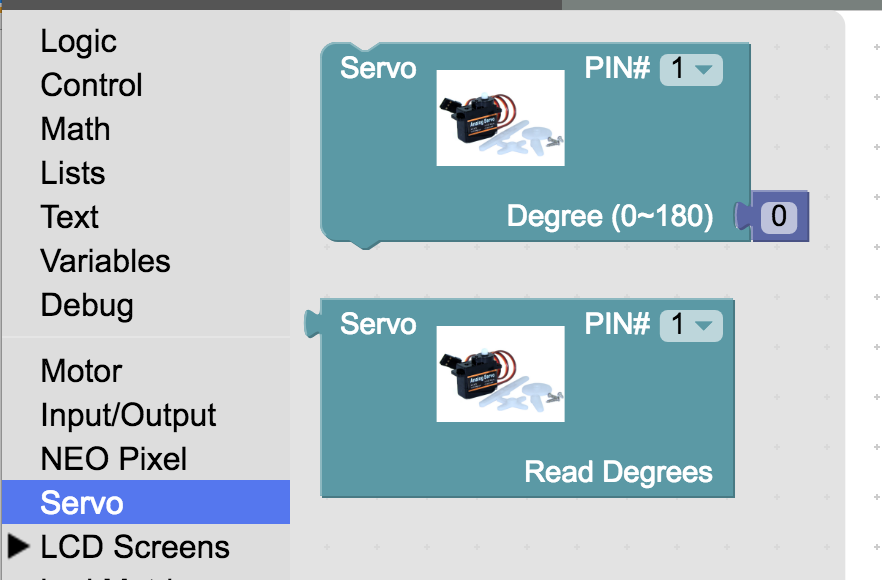 Logic
Control
Math
Lists
Text
Variables
Debug
Motor
Input/Output
NEO Pixel
Servo
LCD Screens
Servo PIN# 1
Analog Servo
Degree (0~180) 0
Servo PIN# 1
Analog Servo
Read Degrees